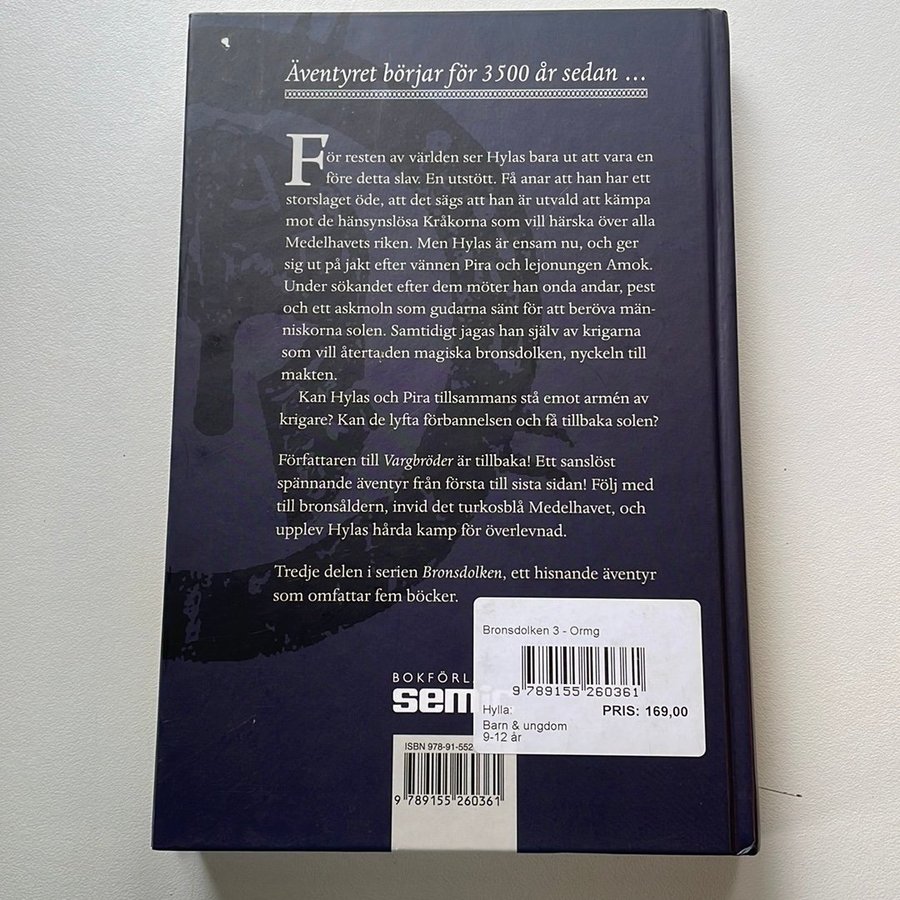 Äventyret börjar för 3500 år sedan ...
För resten av världen ser Hylas bara ut att vara en
före detta slav. En utstött. Få anar att han har ett
storslaget öde, att det sägs att han är utvald att kämpa
mot de hänsynslösa Kråkorna som vill härska över alla
Medelhavets riken. Men Hylas är ensam nu, och ger
sig ut på jakt efter vännen Pira och lejonungen Amok.
Under sökandet efter dem möter han onda andar, pest
och ett askmoln som gudarna sänt för att beröva män-
niskorna solen. Samtidigt jagas han själv av krigarna
som vill återta den magiska bronsdolken, nyckeln till
makten.
Kan Hylas och Pira tillsammans stå emot armén av
krigare? Kan de lyfta förbannelsen och få tillbaka solen?
Författaren till Vargbröder är tillbaka! Ett sanslöst
spännande äventyr från första till sista sidan! Följ med
till bronsåldern, invid det turkosblå Medelhavet, och
upplev Hylas hårda kamp för överlevnad.
Tredje delen i serien Bronsdolken, ett hisnande äventyr
som omfattar fem böcker.
Bronsdolken 3 - Ormg
9 789155 260361
Hylla: PRIS: 169,00
Barn & ungdom
9-12 år
BOKFÖRL
semi
ISBN 978-91-552
9 789155 260361